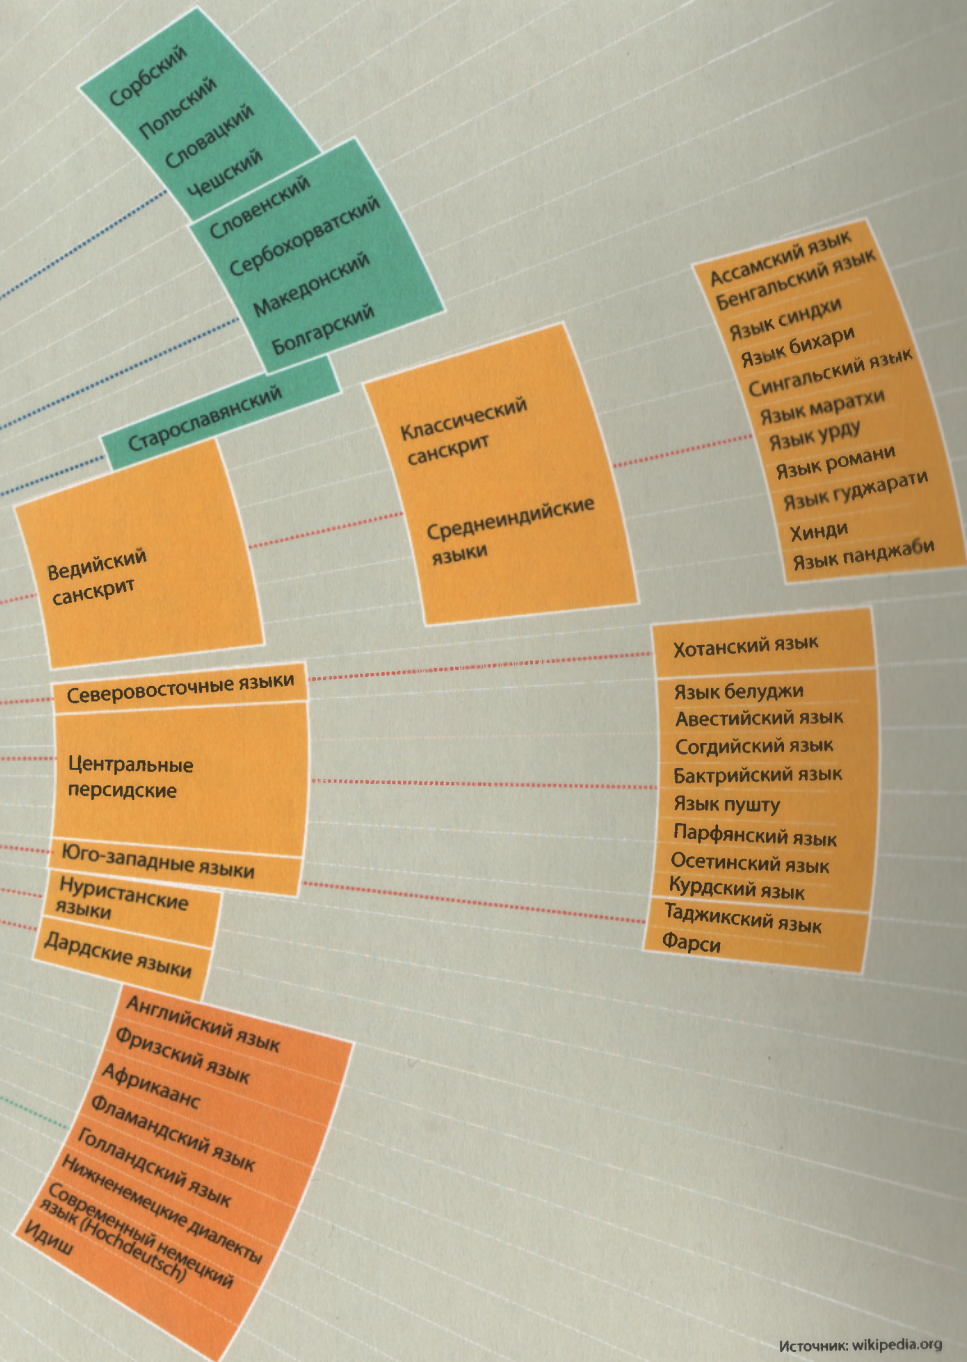 Сорбский
Польский
Словацкий
Чешский
Словенский
Сербохорватский
Македонский
Болгарский
Старославянский
Ведийский
санскрит
Классический
санскрит
Среднеиндийские
языки
Ассамский язык
Бенгальский язык
Язык синдхи
Язык бихари
Сингальский язык
Язык маратхи
Язык урду
Язык романи
Язык гуджарати
Хинди
Язык панджаби
Северовосточные языки
Центральные
персидские
Юго-западные языки
Нуристанские
языки
Дардские языки
Хотанский язык
Язык белуджи
Авестийский язык
Согдийский язык
Бактрийский язык
Язык пушту
Парфянский язык
Осетинский язык
Курдский язык
Таджикский язык
Фарси
Английский язык
Фризский язык
Африкаанс
Фламандский язык
Голландский язык
Нижненемецкие диалекты
Современный немецкий
язык (Hochdeutsch)
Идиш
Источник: wikipedia.org